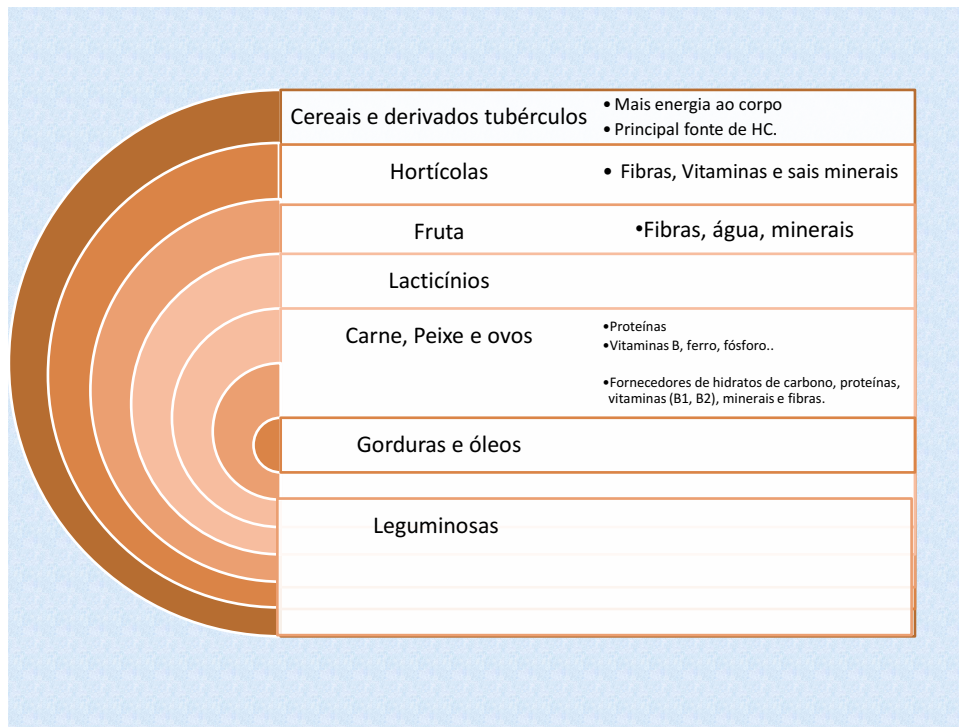 Cereais e derivados tubérculos
• Mais energia ao corpo
• Principal fonte de HC.
Hortícolas
• Fibras, Vitaminas e sais minerais
Fruta
•Fibras, água, minerais
Lacticínios
Carne, Peixe e ovos
•Proteínas
•Vitaminas B, ferro, fósforo..
•Fornecedores de hidratos de carbono, proteínas,
vitaminas (B1, B2), minerais e fibras.
Gorduras e óleos
Leguminosas